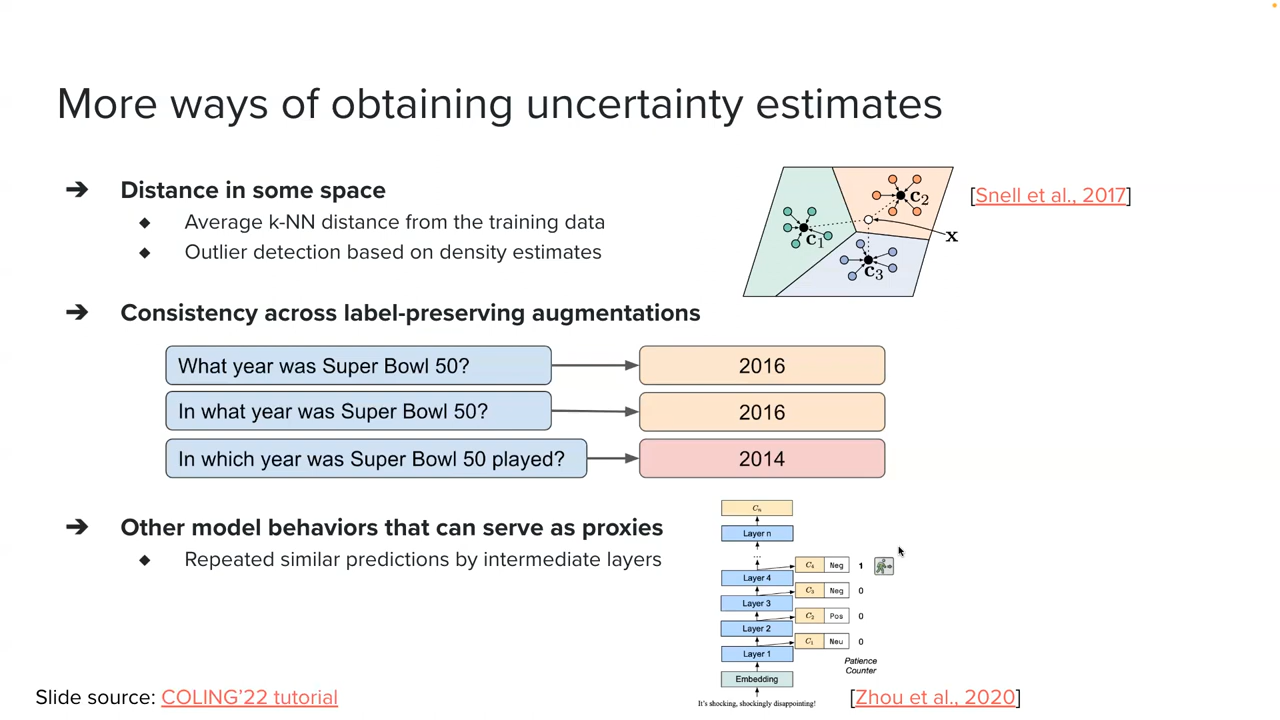 More ways of obtaining uncertainty estimates
➔ Distance in some space
◆ Average k-NN distance from the training data
◆ Outlier detection based on density estimates
c₁
c₂
c₃
x
[Snell et al., 2017]
➔ Consistency across label-preserving augmentations
What year was Super Bowl 50? 2016
In what year was Super Bowl 50? 2016
In which year was Super Bowl 50 played? 2014
➔ Other model behaviors that can serve as proxies
◆ Repeated similar predictions by intermediate layers
Cₙ
Layer n
...
Layer 4 C₄ Neg 1
Layer 3 C₃ Neg 0
Layer 2 C₂ Pos 0
Layer 1 C₁ Neu 0
Patience
Counter
Embedding
It's shocking, shockingly disappointing!
[Zhou et al., 2020]
Slide source: COLING'22 tutorial